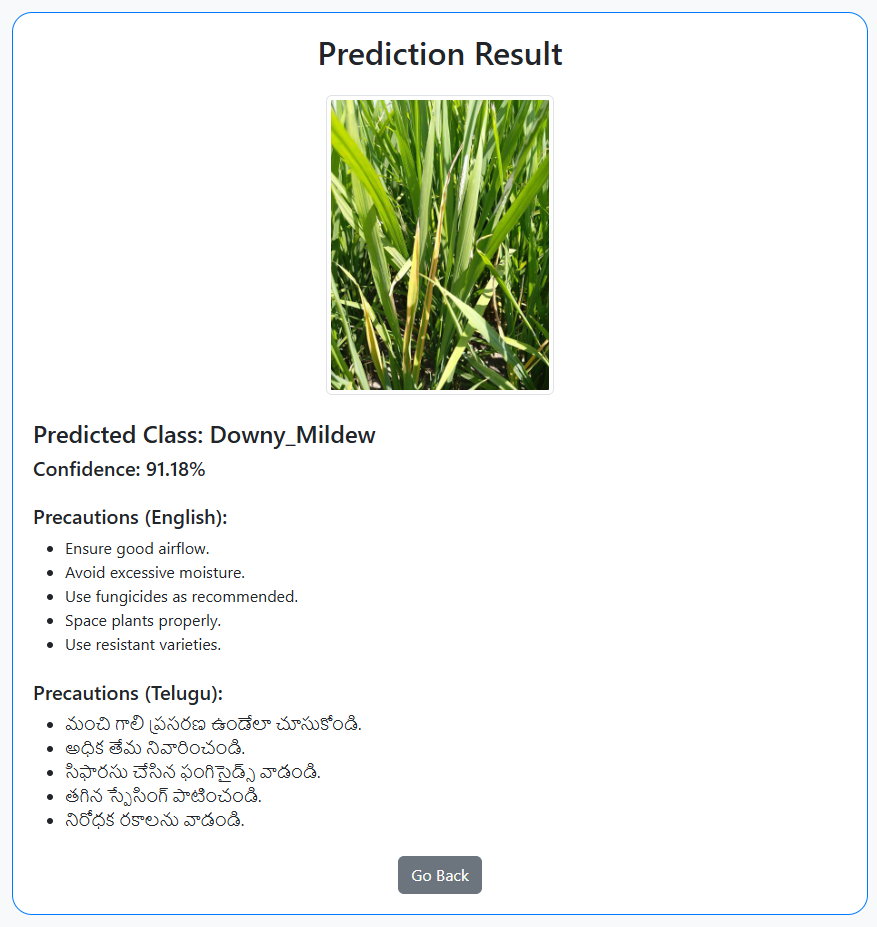 Prediction Result
Predicted Class: Downy_Mildew
Confidence: 91.18%
Precautions (English):
Ensure good airflow.
Avoid excessive moisture.
Use fungicides as recommended.
Space plants properly.
Use resistant varieties.
Precautions (Telugu):
మంచి గాలి ప్రసరణ ఉండేలా చూసుకోండి.
అధిక తేమ నివారించండి.
సిఫారసు చేసిన ఫంగిసైడ్స్ వాడండి.
తగిన స్పేసింగ్ పాటించండి.
నిరోధక రకాలను వాడండి.
Go Back